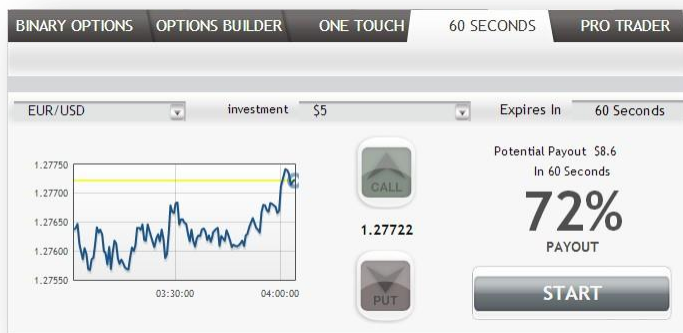 BINARY OPTIONS OPTIONS BUILDER ONE TOUCH 60 SECONDS PRO TRADER
EUR/USD investment $5 Expires In 60 Seconds
Potential Payout $8.6
In 60 Seconds
72%
PAYOUT
START
CALL
1.27722
PUT
1.27750
1.27700
1.27650
1.27600
1.27550
03:30:00 04:00:00